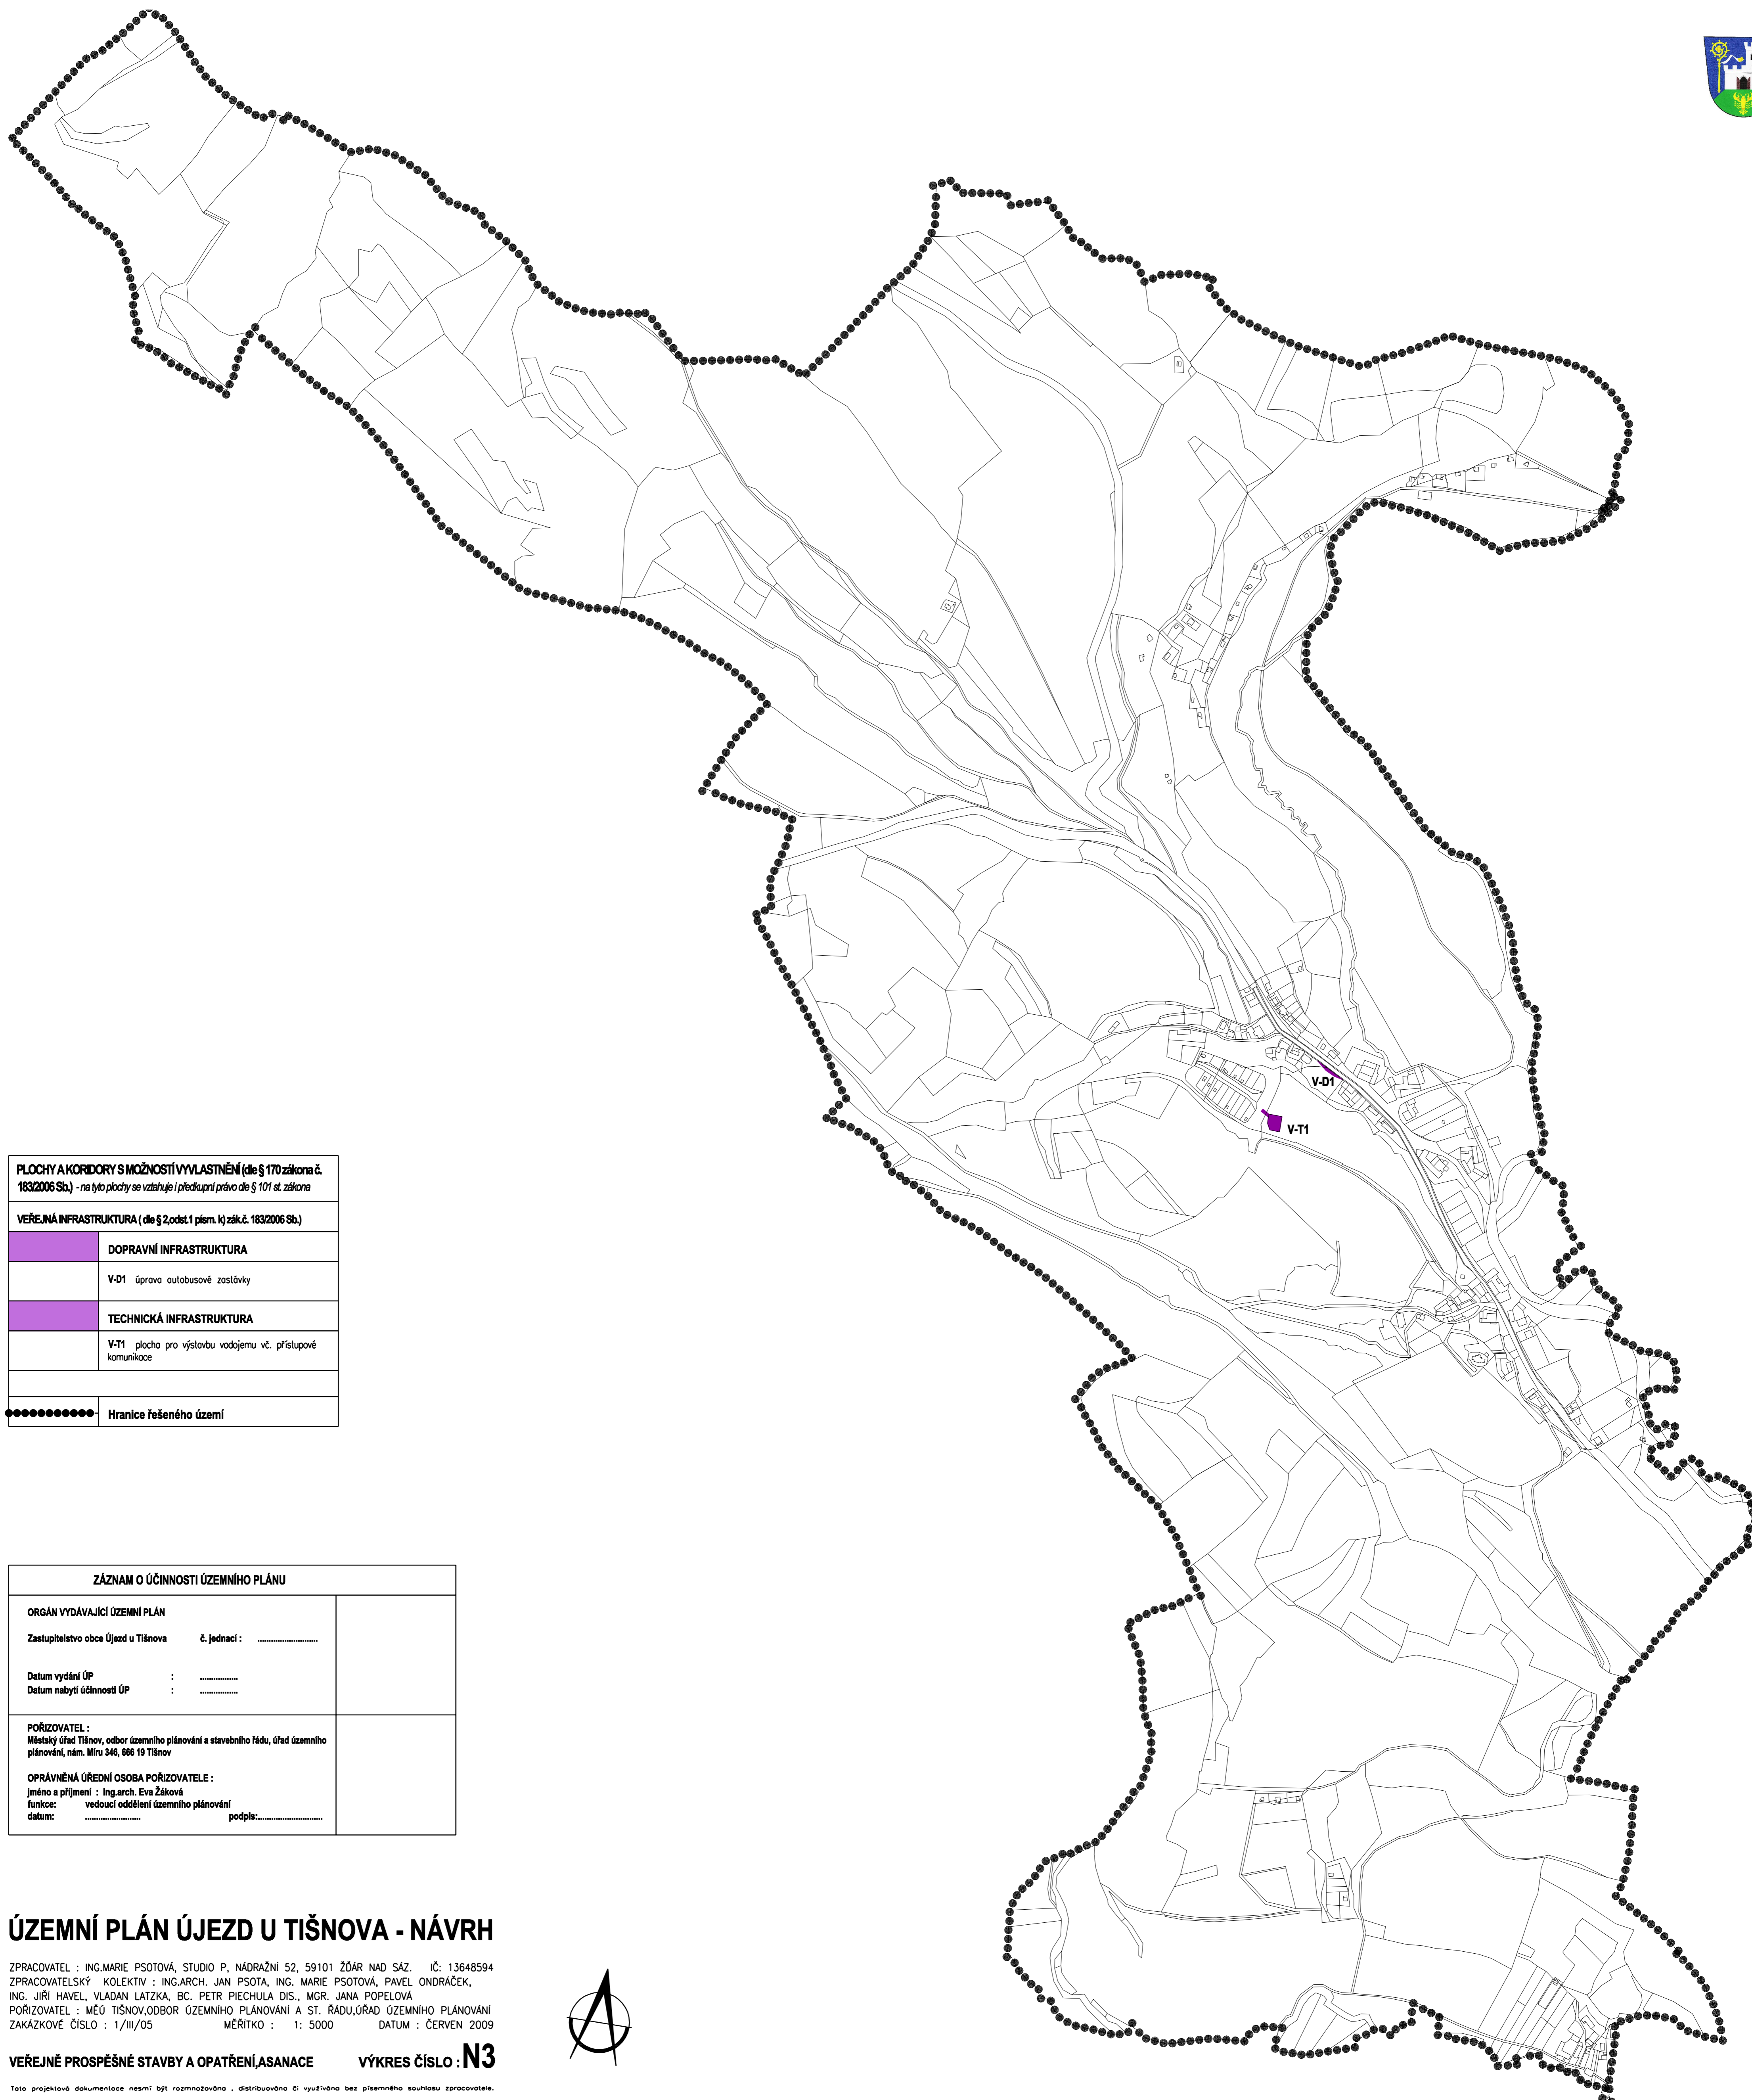 V-D1
V-T1
PLOCHY A KORIDORY S MOŽNOSTÍ VYVLASTNĚNÍ (dle § 170 zákona č.
183/2006 Sb.) - na tyto plochy se vztahuje i předkupní právo dle § 101 st. zákona
VEŘEJNÁ INFRASTRUKTURA ( dle § 2,odst.1 písm. k) zák.č. 183/2006 Sb.)
DOPRAVNÍ INFRASTRUKTURA
V-D1 úprava autobusové zastávky
TECHNICKÁ INFRASTRUKTURA
V-T1 plocha pro výstavbu vodojemu vč. přístupové
komunikace
Hranice řešeného území
ZÁZNAM O ÚČINNOSTI ÚZEMNÍHO PLÁNU
ORGÁN VYDÁVAJÍCÍ ÚZEMNÍ PLÁN
Zastupitelstvo obce Újezd u Tišnova č. jednací : ...........................
Datum vydání ÚP : .................
Datum nabytí účinnosti ÚP : .................
POŘIZOVATEL :
Městský úřad Tišnov, odbor územního plánování a stavebního řádu, úřad územního
plánování, nám. Míru 346, 666 19 Tišnov
OPRÁVNĚNÁ ÚŘEDNÍ OSOBA POŘIZOVATELE :
jméno a příjmení : Ing.arch. Eva Žáková
funkce: vedoucí oddělení územního plánování
datum: ......................... podpis:.............................
ÚZEMNÍ PLÁN ÚJEZD U TIŠNOVA - NÁVRH
ZPRACOVATEL : ING.MARIE PSOTOVÁ, STUDIO P, NÁDRAŽNÍ 52, 59101 ŽĎÁR NAD SÁZ. IČ: 13648594
ZPRACOVATELSKÝ KOLEKTIV : ING.ARCH. JAN PSOTA, ING. MARIE PSOTOVÁ, PAVEL ONDRÁČEK,
ING. JIŘÍ HAVEL, VLADAN LATZKA, BC. PETR PIECHULA DIS., MGR. JANA POPELOVÁ
POŘIZOVATEL : MĚÚ TIŠNOV,ODBOR ÚZEMNÍHO PLÁNOVÁNÍ A ST. ŘÁDU,ÚŘAD ÚZEMNÍHO PLÁNOVÁNÍ
ZAKÁZKOVÉ ČÍSLO : 1/III/05 MĚŘÍTKO : 1: 5000 DATUM : ČERVEN 2009
VEŘEJNĚ PROSPĚŠNÉ STAVBY A OPATŘENÍ,ASANACE VÝKRES ČÍSLO : N3
Tato projektová dokumentace nesmí být rozmnožována , distribuována či využívána bez písemného souhlasu zpracovatele.